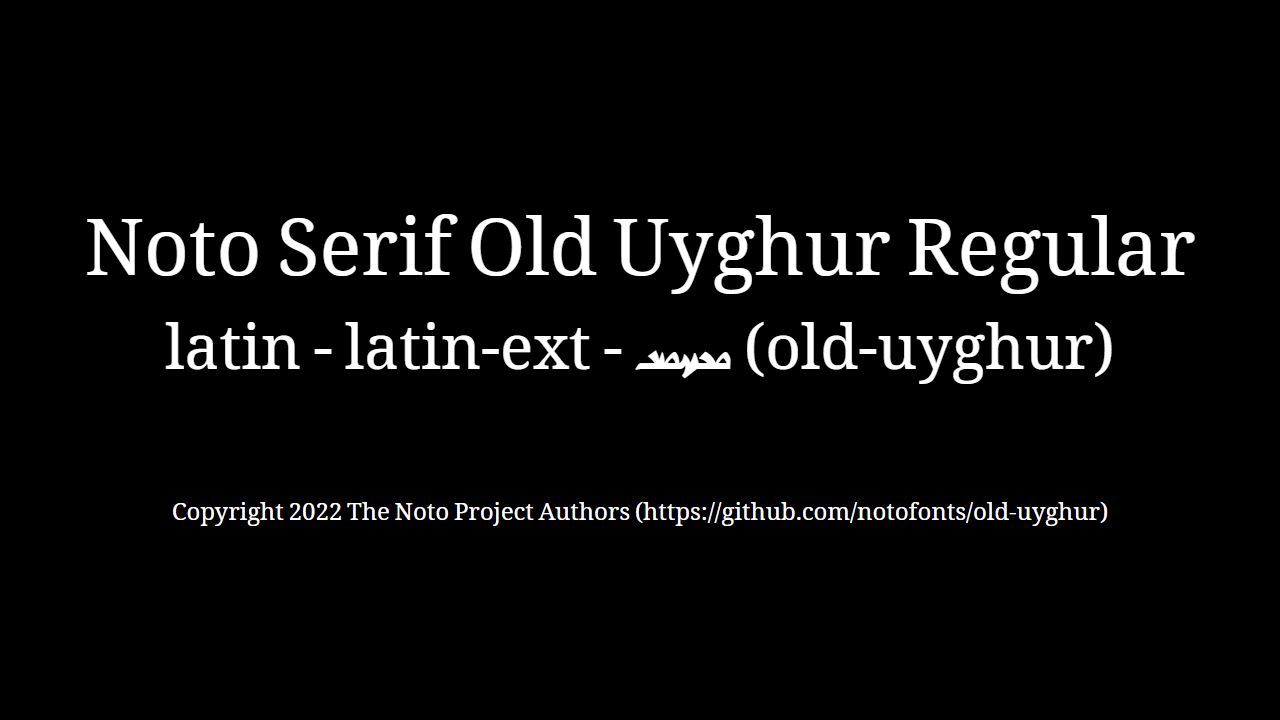 Noto Serif Old Uyghur Regular
latin - latin-ext - (old-uyghur)
Copyright 2022 The Noto Project Authors (https://github.com/notofonts/old-uyghur)